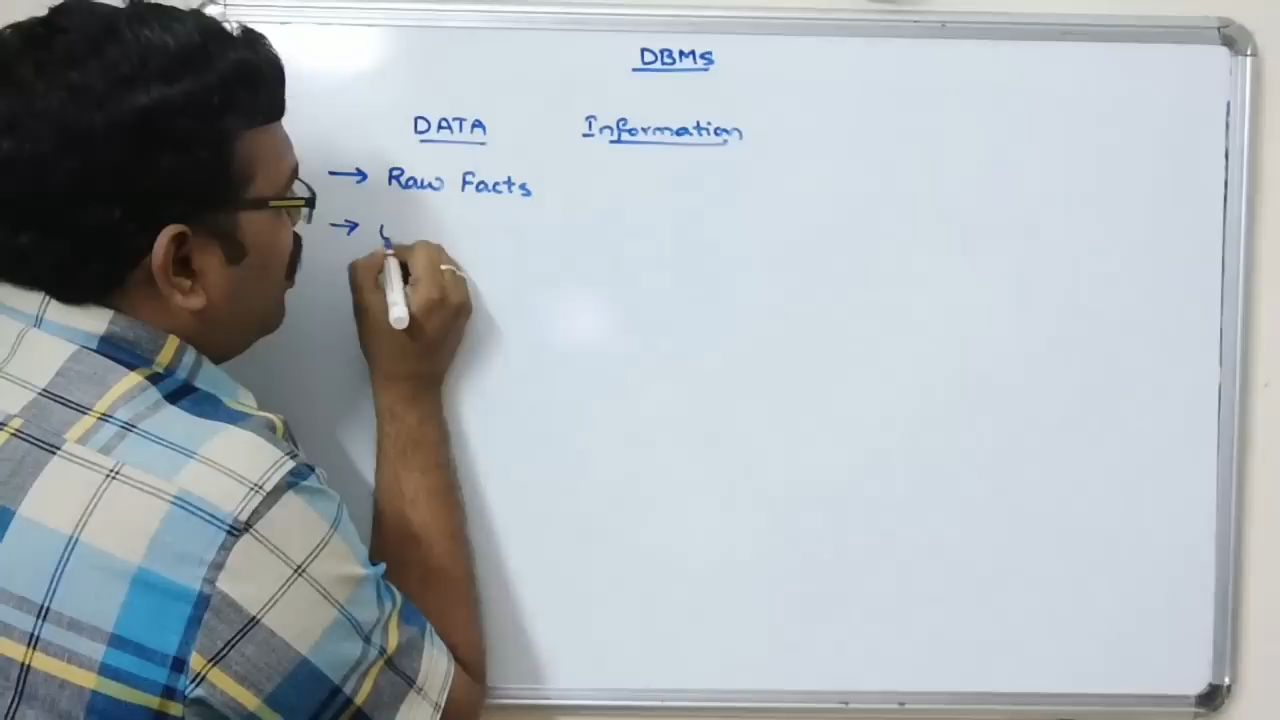 DBMS
DATA Information
→ Raw Facts
→